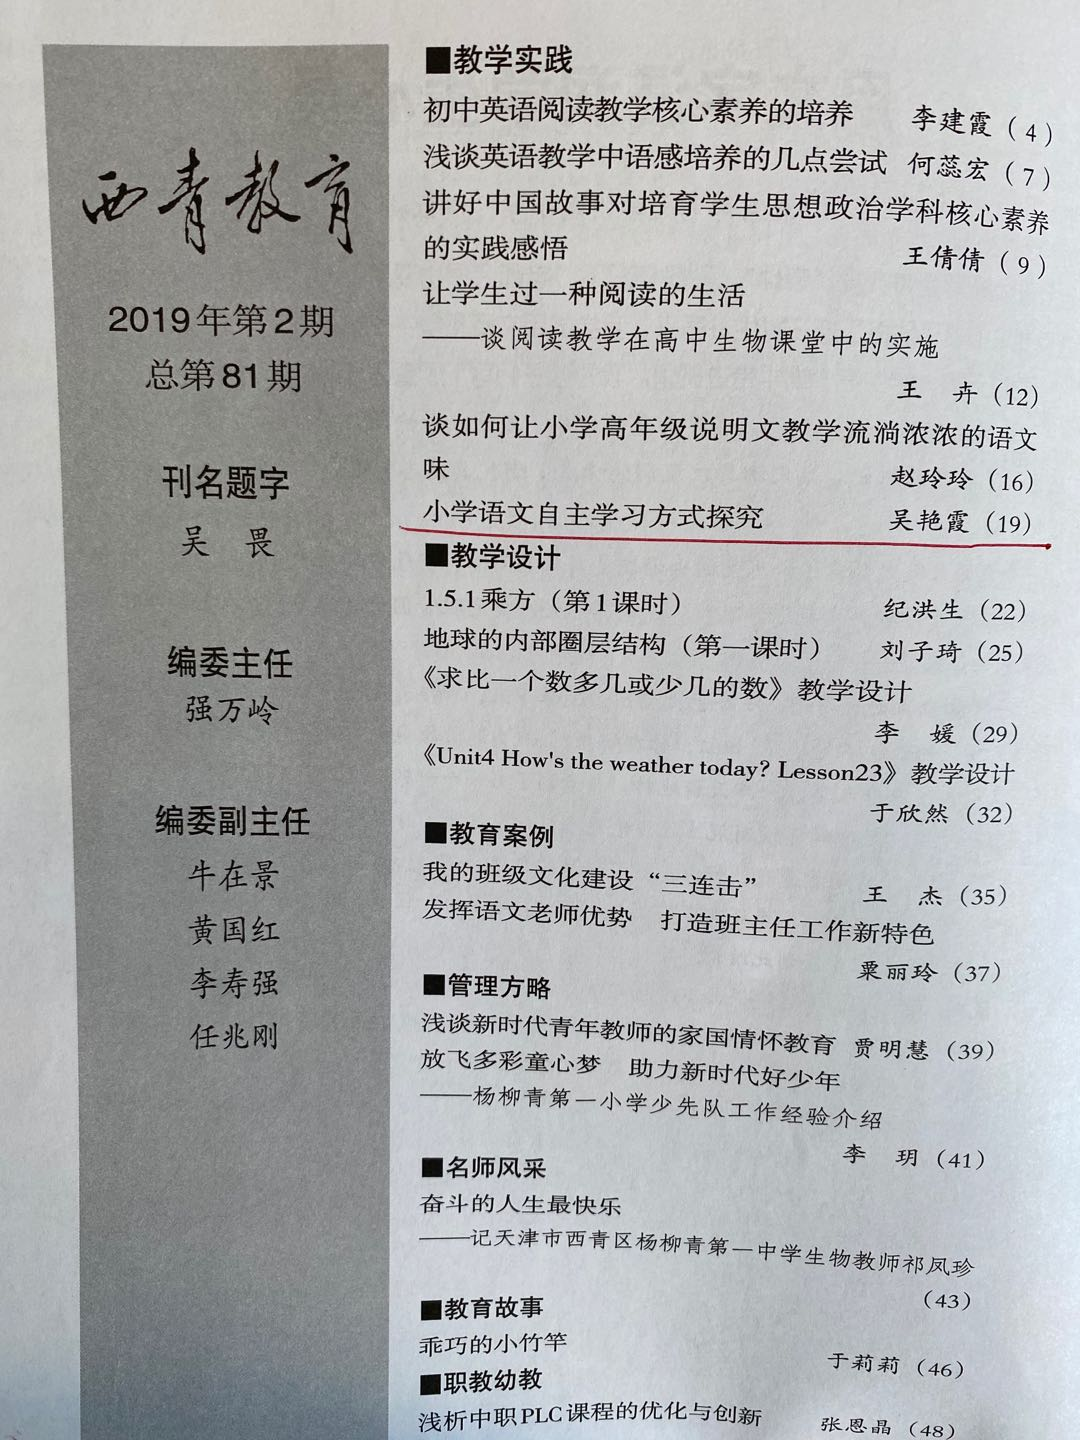 西青教育
2019年第2期
总第81期
刊名题字
吴 畏
编委主任
强万岭
编委副主任
牛在景
黄国红
李寿强
任兆刚
■教学实践
初中英语阅读教学核心素养的培养 李建霞（4）
浅谈英语教学中语感培养的几点尝试 何蕊宏（7）
讲好中国故事对培育学生思想政治学科核心素养
的实践感悟 王倩倩（9）
让学生过一种阅读的生活
——谈阅读教学在高中生物课堂中的实施
王 卉（12）
谈如何让小学高年级说明文教学流淌浓浓的语文
味 赵玲玲（16）
小学语文自主学习方式探究 吴艳霞（19）
■教学设计
1.5.1乘方（第1课时） 纪洪生（22）
地球的内部圈层结构（第一课时） 刘子琦（25）
《求比一个数多几或少几的数》教学设计
李 媛（29）
《Unit4 How's the weather today? Lesson23》教学设计
于欣然（32）
■教育案例
我的班级文化建设“三连击” 王 杰（35）
发挥语文老师优势 打造班主任工作新特色
粟丽玲（37）
■管理方略
浅谈新时代青年教师的家国情怀教育 贾明慧（39）
放飞多彩童心梦 助力新时代好少年
——杨柳青第一小学少先队工作经验介绍
李 玥（41）
■名师风采
奋斗的人生最快乐
——记天津市西青区杨柳青第一中学生物教师祁凤珍
（43）
■教育故事
乖巧的小竹竿 于莉莉（46）
■职教幼教
浅析中职PLC课程的优化与创新 张恩晶（48）